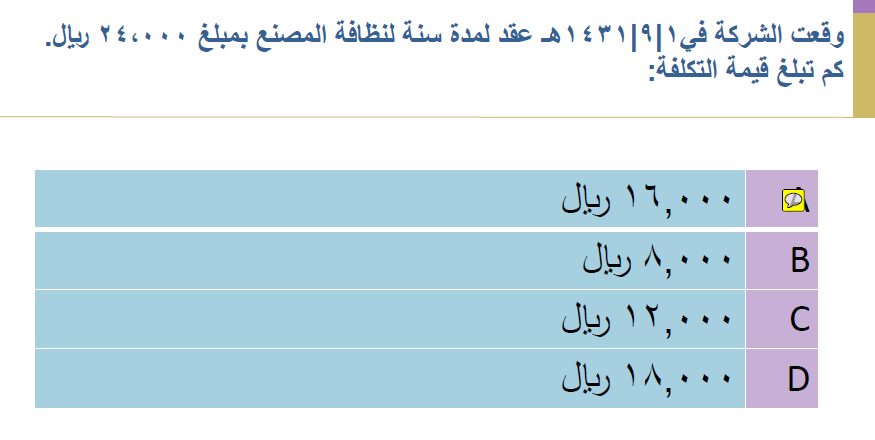 وقعت الشركة في١|٩|١٤٣١هـ عقد لمدة سنة لنظافة المصنع بمبلغ ٢٤،٠٠٠ ريال.
كم تبلغ قيمة التكلفة:
١٦,٠٠٠ ريال
B ٨,٠٠٠ ريال
C ١٢,٠٠٠ ريال
D ١٨,٠٠٠ ريال